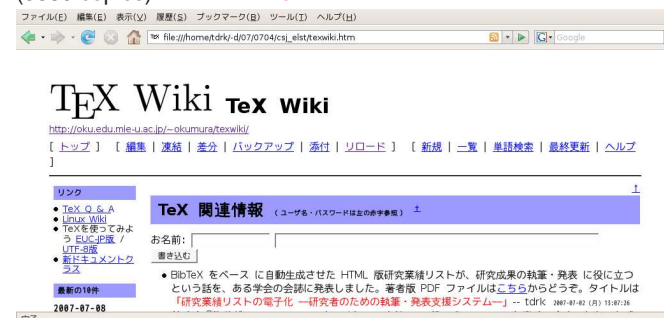 ファイル(F) 編集(E) 表示(V) 履歴(S) ブックマーク(B) ツール(T) ヘルプ(H)
file:///home/tdrk/-d/07/0704/csj_elst/texwiki.htm
Google
TEX Wiki TeX Wiki
http://oku.edu.mie-u.ac.jp/~okumura/texwiki/
[ トップ ] [ 編集 | 凍結 | 差分 | バックアップ | 添付 | リロード ] [ 新規 | 一覧 | 単語検索 | 最終更新 | ヘルプ
]
リンク
● TeX Q & A
● Linux Wiki
● TeXを使ってみよ
う EUC-JP版 /
UTF-8版
● 新ドキュメントク
ラス
最新の10件
2007-07-08
†
TeX 関連情報 (ユーザ名・パスワードは左の赤字参照) †
お名前:
書き込む
● BibTeX をベース に自動生成させた HTML 版研究業績リストが、研究成果の執筆・発表 に役に立つ
という話を、ある学会の会誌に発表しました。著者版 PDF ファイルはこちらからどうぞ。タイトルは
「研究業績リストの電子化 —研究者のための執筆・発表支援システム—」-- tdrk 2007-07-02 (月) 13:07:26